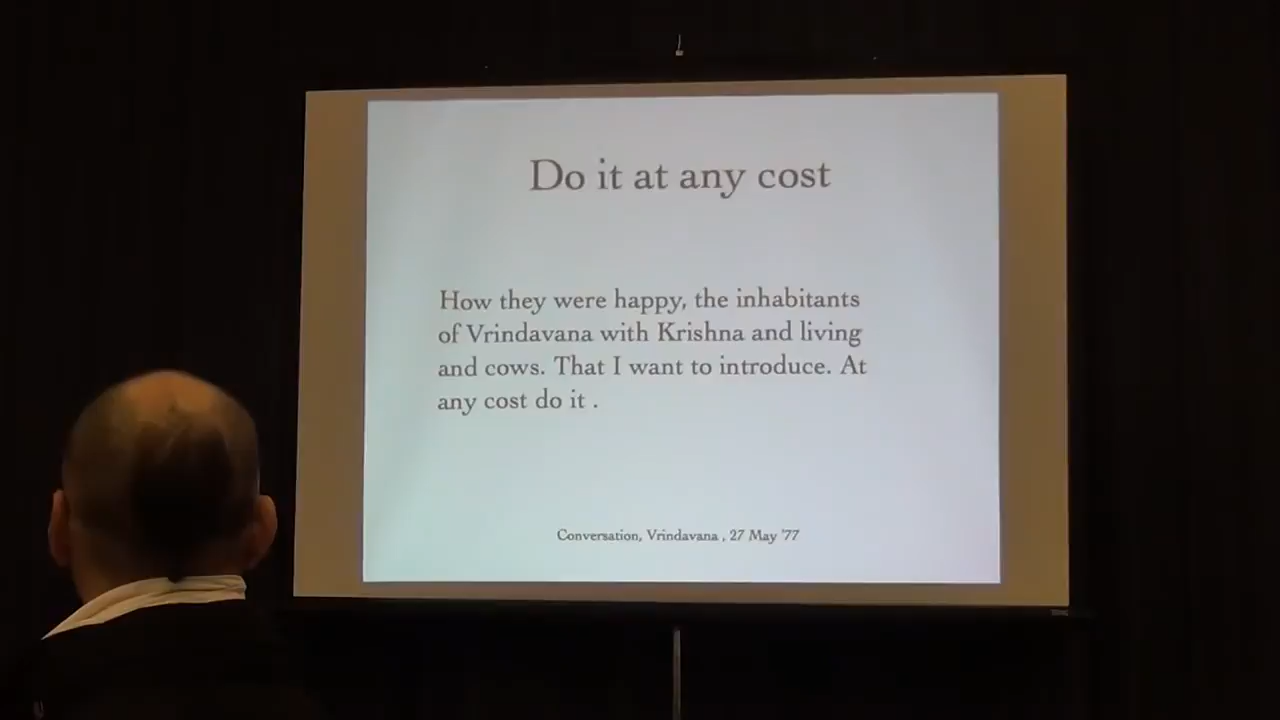 Do it at any cost
How they were happy, the inhabitants
of Vrindavana with Krishna and living
and cows. That I want to introduce. At
any cost do it .
Conversation, Vrindavana , 27 May '77